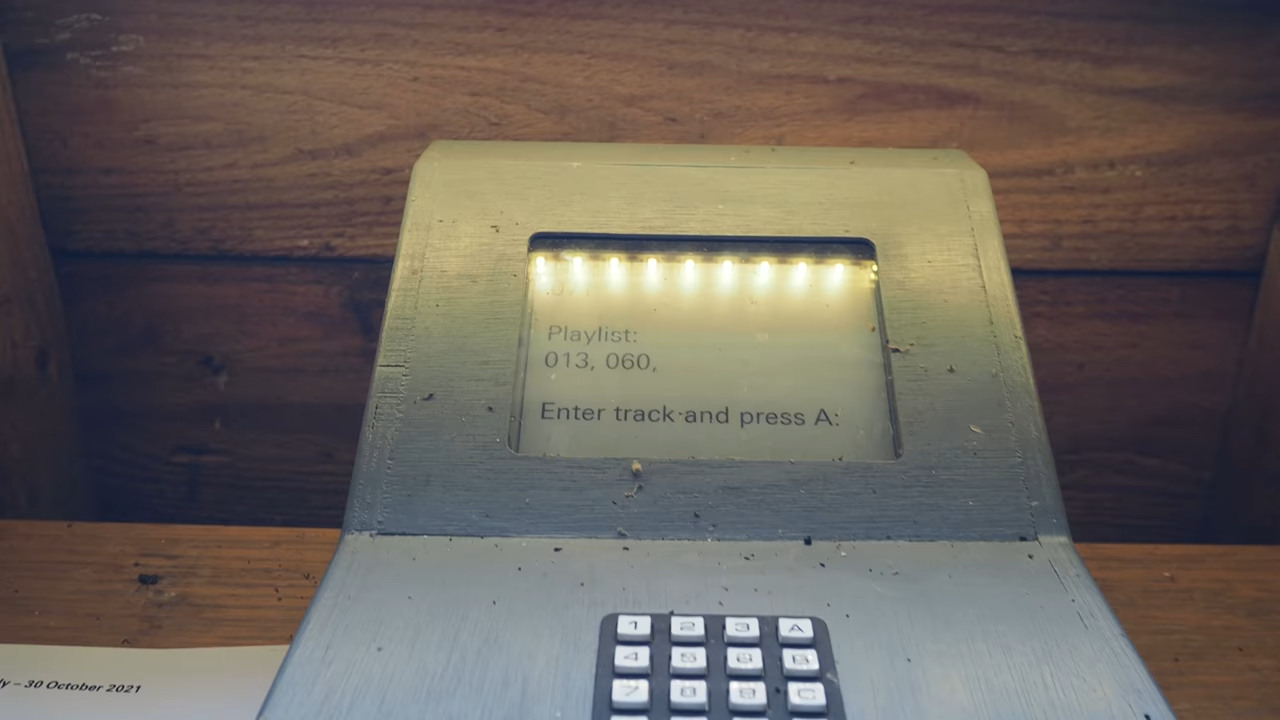 Playlist:
013, 060,
Enter track and press A:
1 2 3 A
4 5 6 B
7 8 9 C
– 30 October 2021